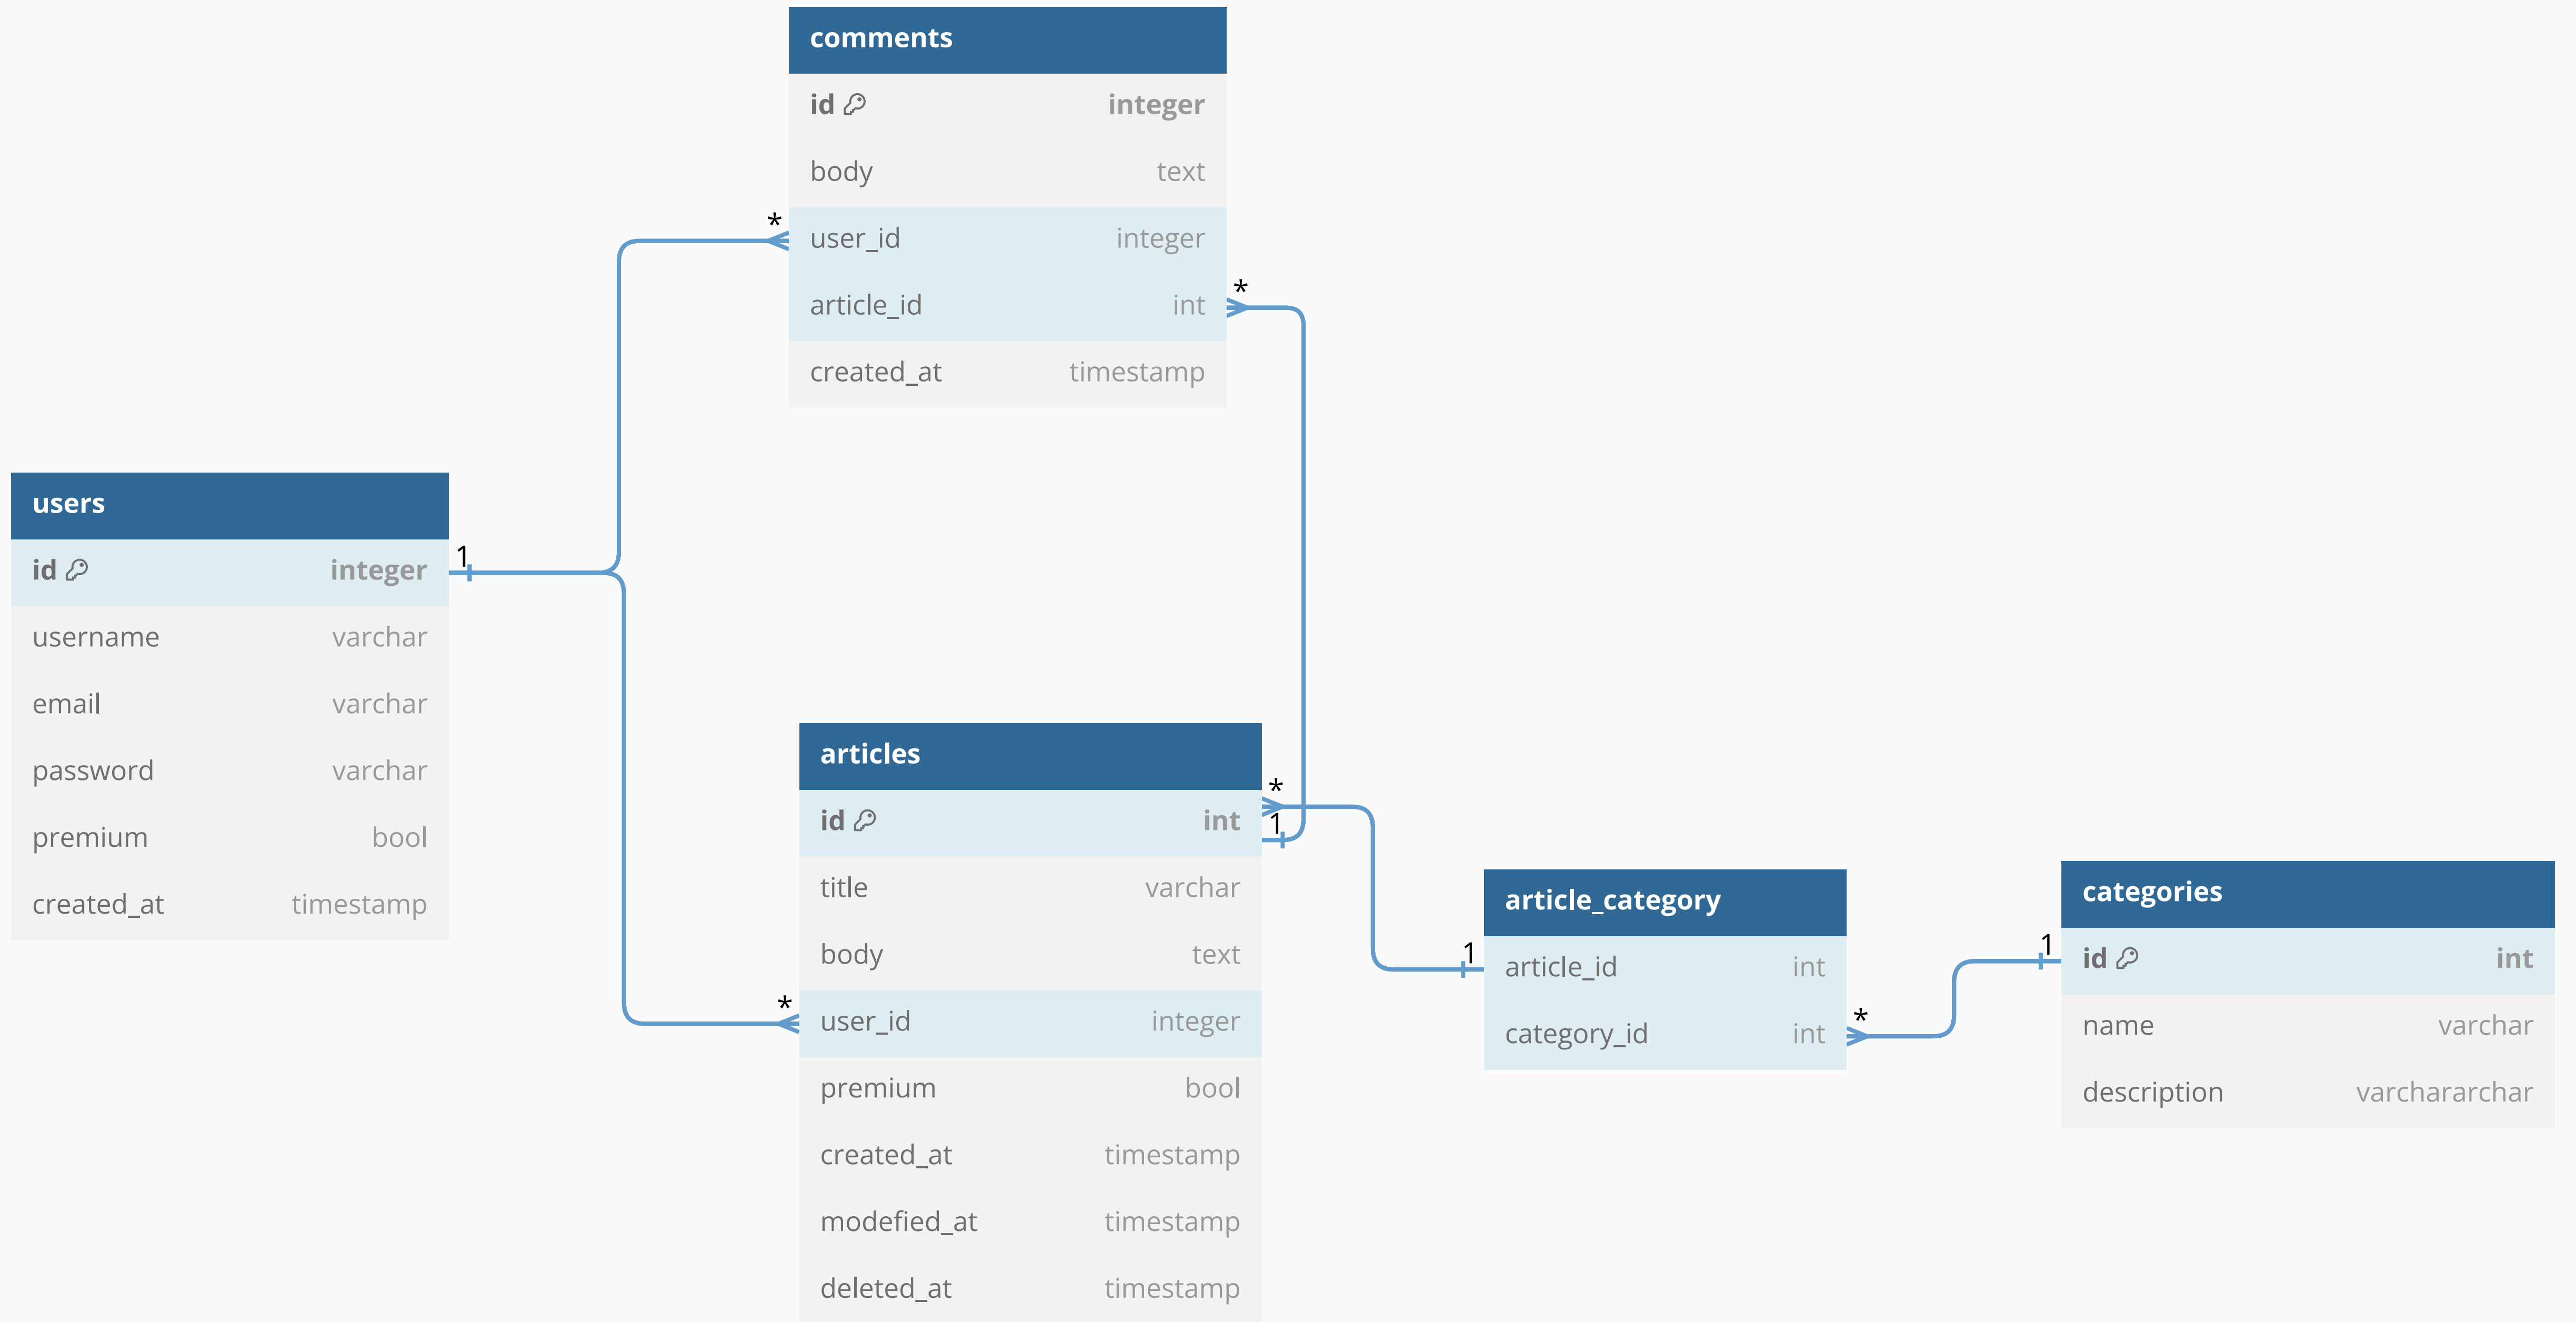 comments
id integer
body text
* user_id integer
article_id int *
created_at timestamp
users
id integer 1
username varchar
email varchar
password varchar
premium bool
created_at timestamp
articles
*
id int
1
title varchar
body text
* user_id integer
premium bool
created_at timestamp
modefied_at timestamp
deleted_at timestamp
article_category
1 article_id int
category_id int *
categories
1 id int
name varchar
description varchararchar